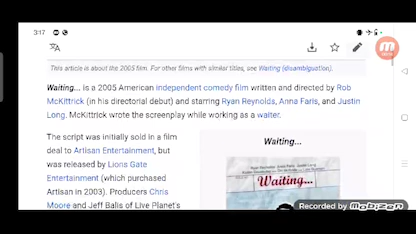 3:17
This article is about the 2005 film. For other films with similar titles, see Waiting (disambiguation).
Waiting... is a 2005 American independent comedy film written and directed by Rob
McKittrick (in his directorial debut) and starring Ryan Reynolds, Anna Faris, and Justin
Long. McKittrick wrote the screenplay while working as a waiter.
The script was initially sold in a film
deal to Artisan Entertainment, but
was released by Lions Gate
Entertainment (which purchased
Artisan in 2003). Producers Chris
Moore and Jeff Balis of Live Planet's
Waiting...
Waiting...
Recorded by Mobizen